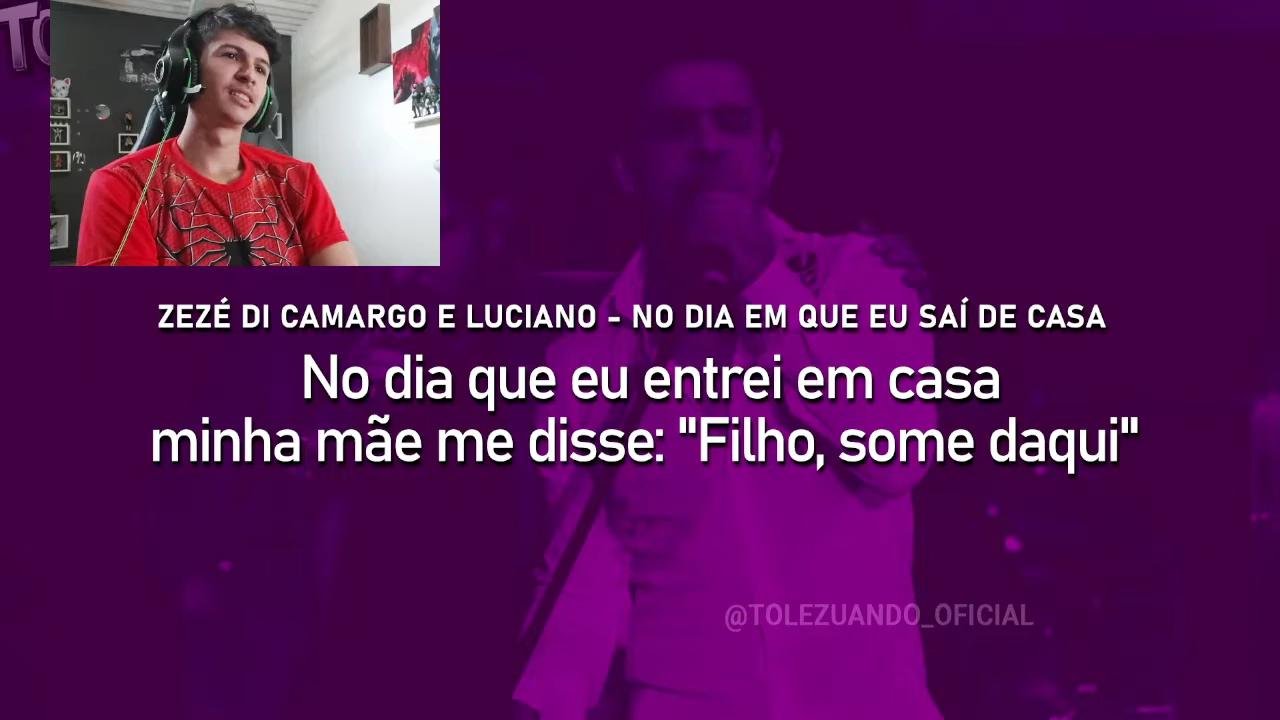 TO
ZEZÉ DI CAMARGO E LUCIANO - NO DIA EM QUE EU SAÍ DE CASA
No dia que eu entrei em casa
minha mãe me disse: "Filho, some daqui"
@TOLEZUANDO_OFICIAL